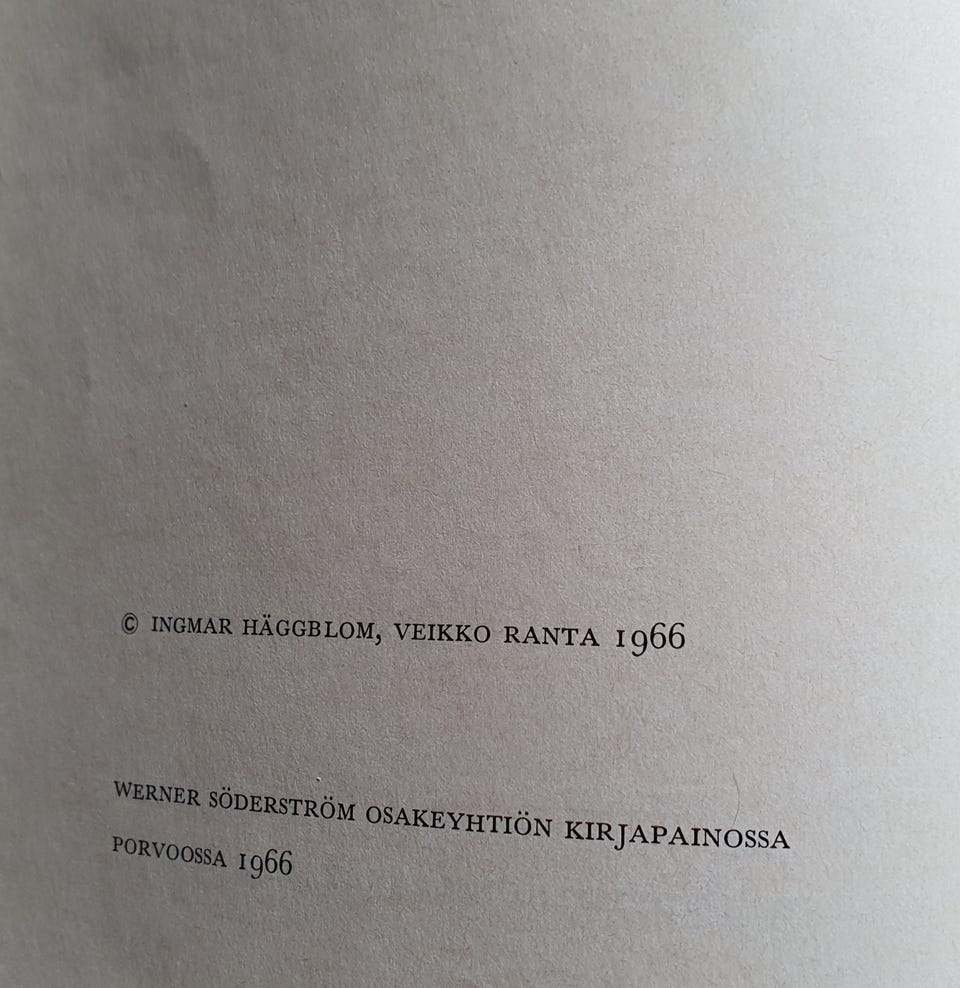 © INGMAR HÄGGBLOM, VEIKKO RANTA 1966
WERNER SÖDERSTRÖM OSAKEYHTIÖN KIRJAPAINOSSA
PORVOOSSA 1966